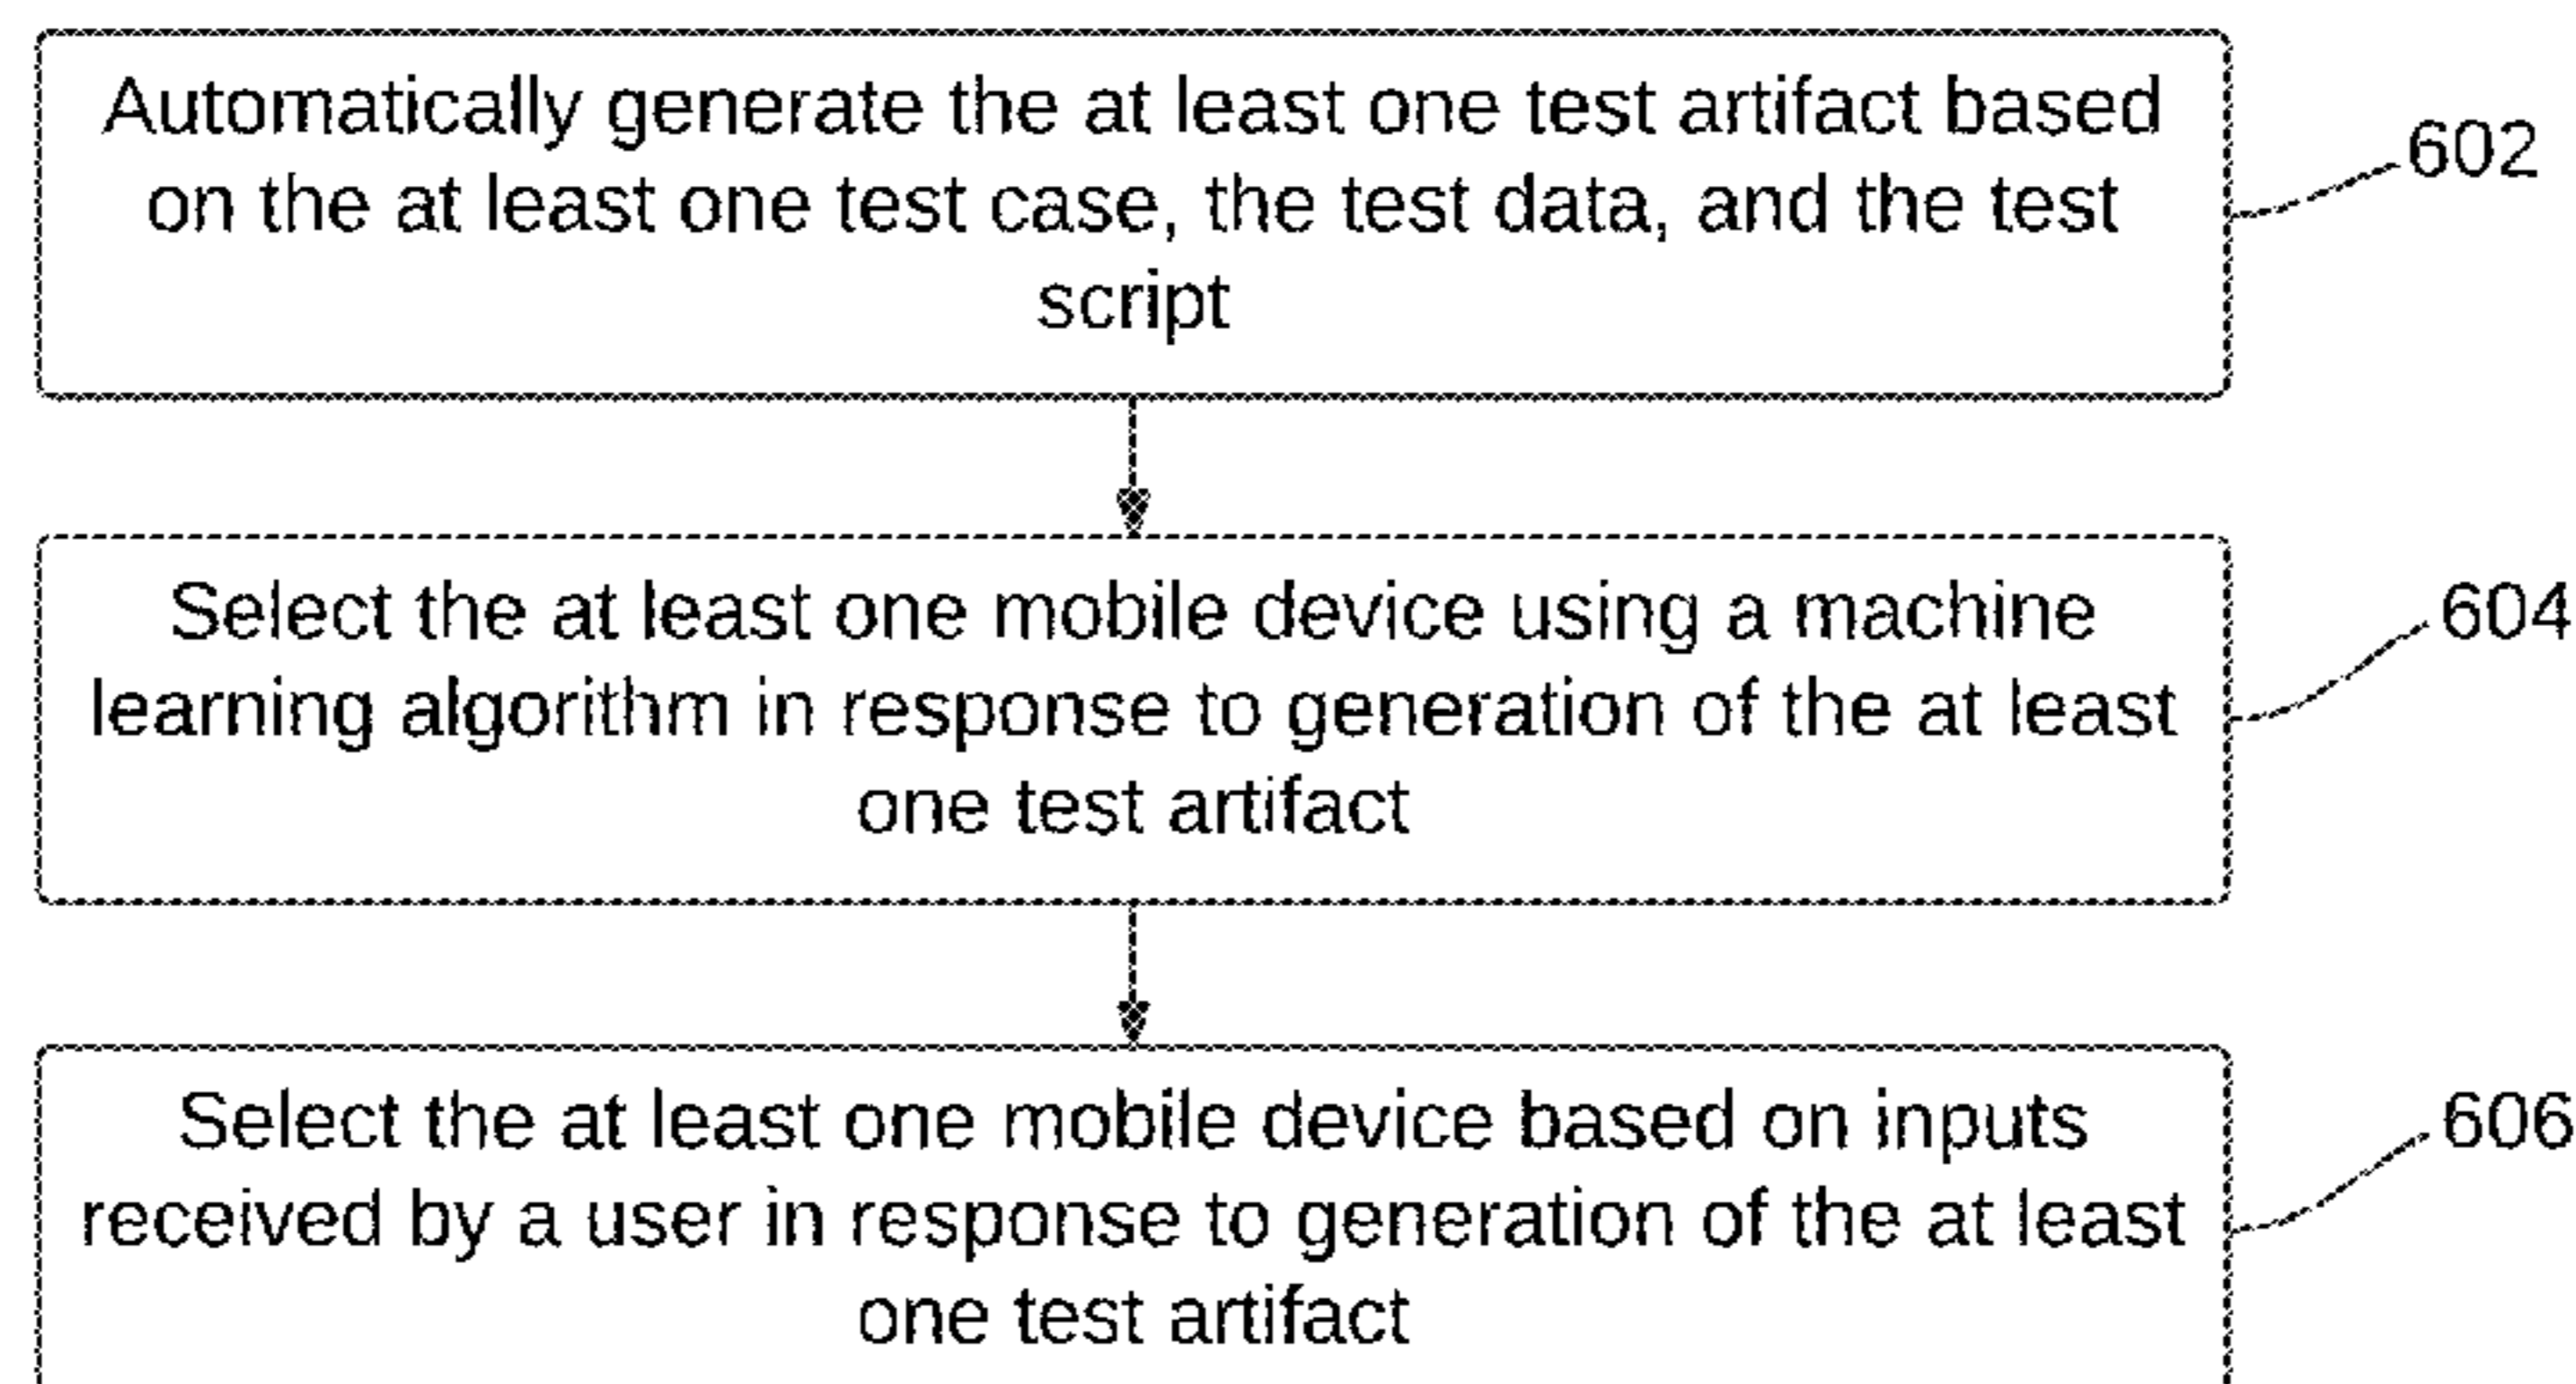 Automatically generate the at least one test artifact based
on the at least one test case, the test data, and the test
script
602
Select the at least one mobile device using a machine
learning algorithm in response to generation of the at least
one test artifact
604
Select the at least one mobile device based on inputs
received by a user in response to generation of the at least
one test artifact
606